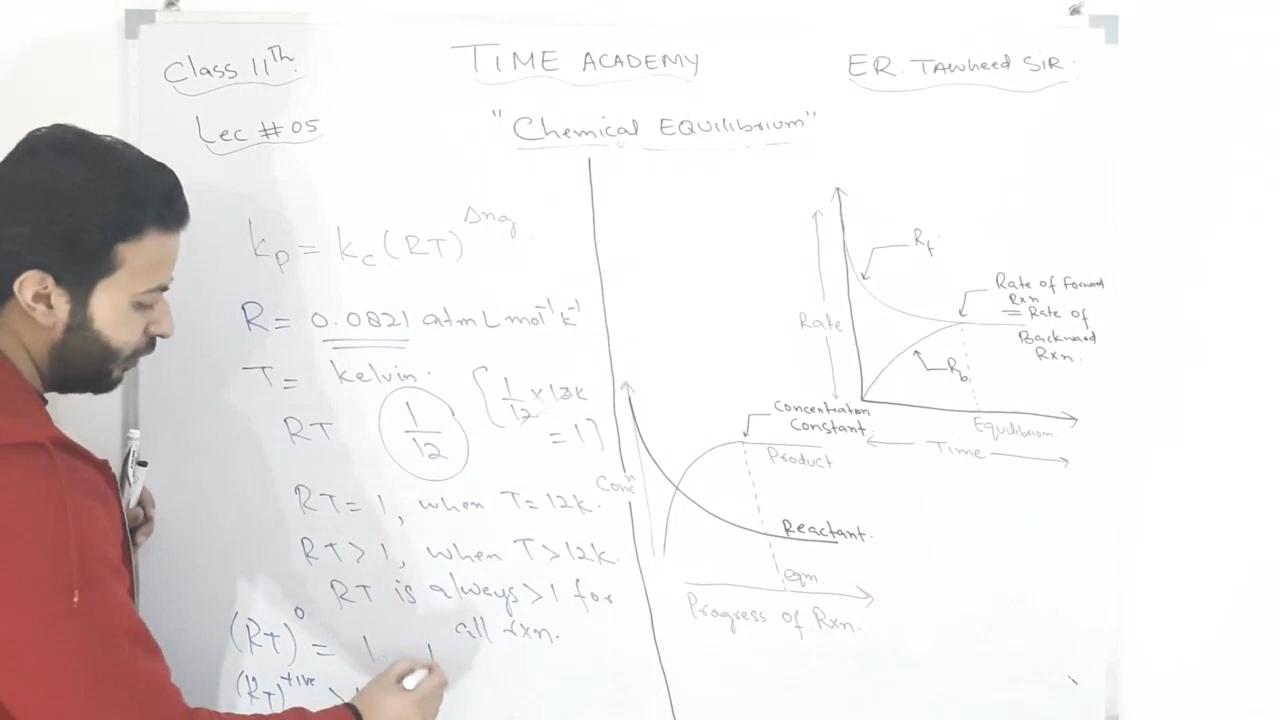 Class 11Th.
TIME ACADEMY
ER. TAWheed SIR.
Lec # 05
"Chemical EQUILIBRIUM"
kp = kc (RT)^Δng
R = 0.0821 atm L mol⁻¹ k⁻¹
T = kelvin.
{1/12 × 12k
= 1}
RT
1/12
RT = 1, when T = 12k.
RT > 1, when T > 12k.
RT is always > 1 for
all rxn.
(RT)⁰ = 1
(RT)^+ive >
Rf
Rate
Rate of Forward
Rxn
= Rate of
Backward
Rxn.
Rb
Equilibrium
Time
Concentration
Constant.
Product
Concⁿ
Reactant.
eqm
Progress of Rxn.